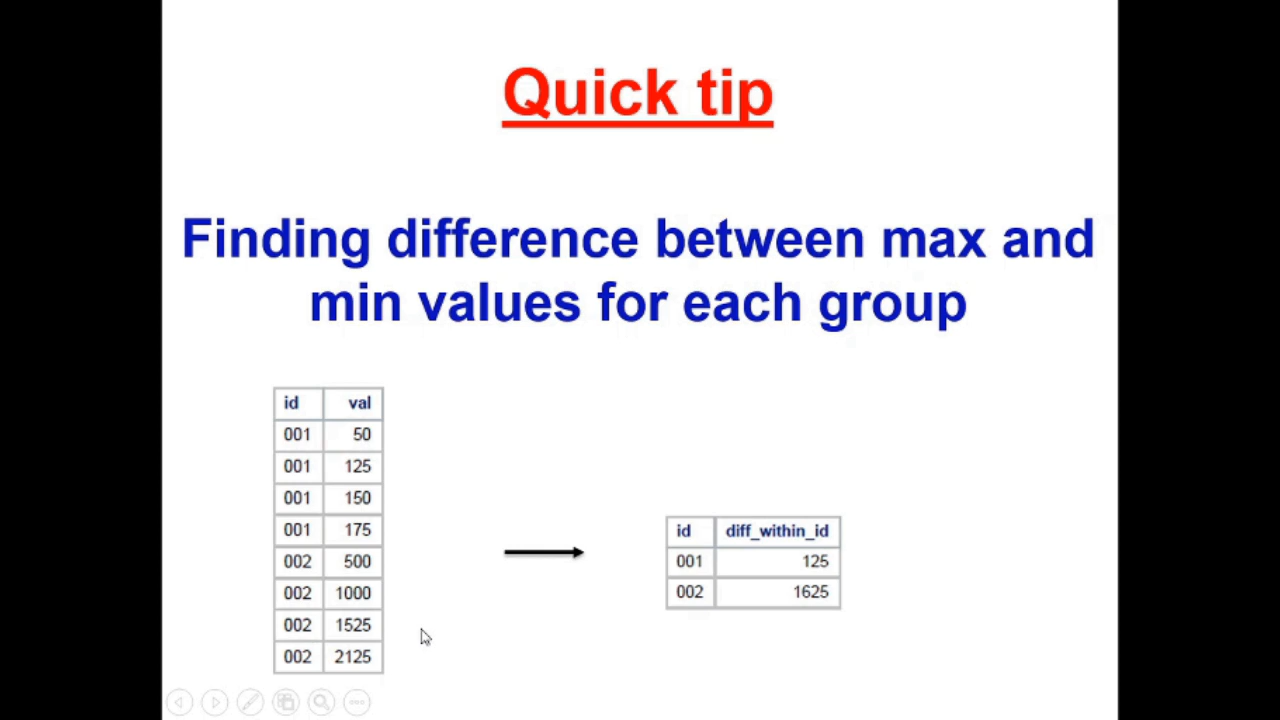 Quick tip
Finding difference between max and
min values for each group
id val
001 50
001 125
001 150
001 175
002 500
002 1000
002 1525
002 2125
id diff_within_id
001 125
002 1625